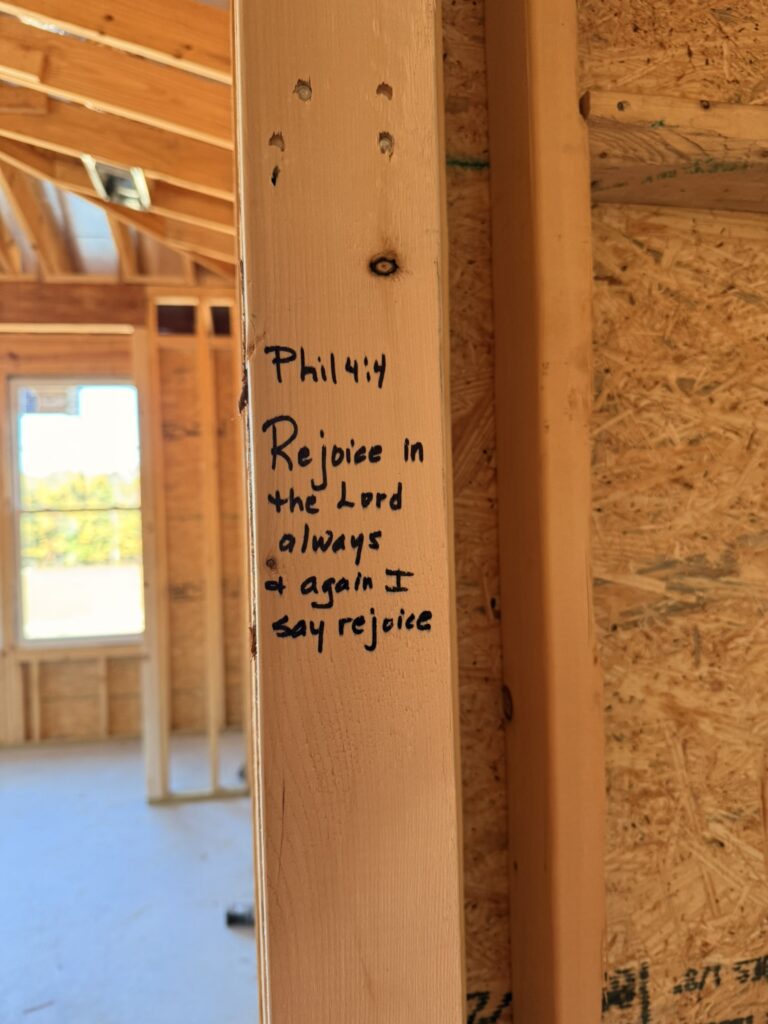 Phil 4:4
Rejoice in
the Lord
always
& again I
say rejoice